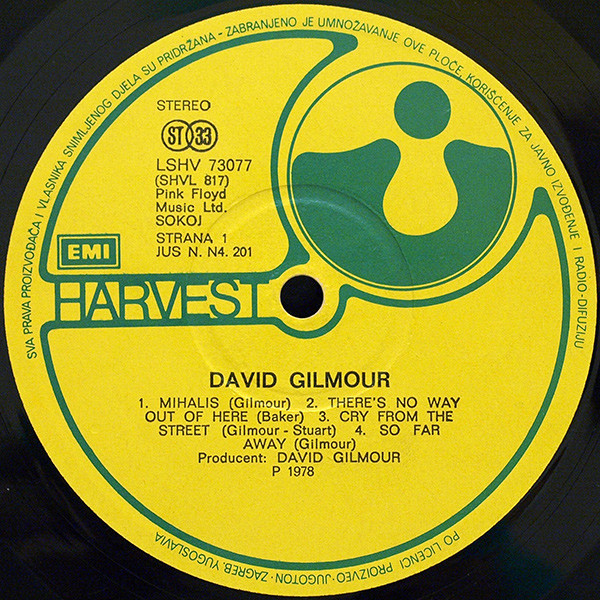 SVA PRAVA PROIZVOĐAČA I VLASNIKA SNIMLJENOG DJELA SU PRIDRŽANA - ZABRANJENO JE UMNOŽAVANJE OVE PLOČE, KORIŠĆENJE ZA JAVNO IZVOĐENJE I RADIO-DIFUZIJU
STEREO
ST 33
LSHV 73077
(SHVL 817)
Pink Floyd
Music Ltd.
SOKOJ
STRANA 1
JUS N. N4. 201
EMI
HARVEST
DAVID GILMOUR
1. MIHALIS (Gilmour) 2. THERE'S NO WAY
OUT OF HERE (Baker) 3. CRY FROM THE
STREET (Gilmour - Stuart) 4. SO FAR
AWAY (Gilmour)
Producent: DAVID GILMOUR
P 1978
PO LICENCI PROIZVEO - JUGOTON - ZAGREB, YUGOSLAVIA